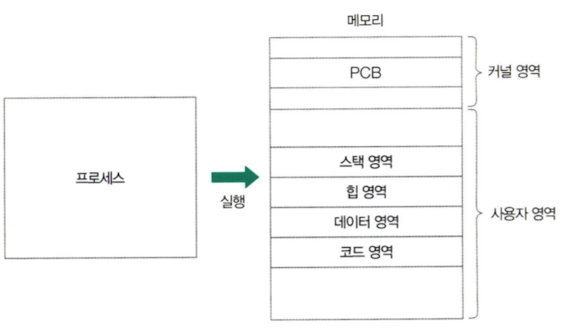 메모리
PCB
커널 영역
프로세스
실행
스택 영역
힙 영역
데이터 영역
코드 영역
사용자 영역